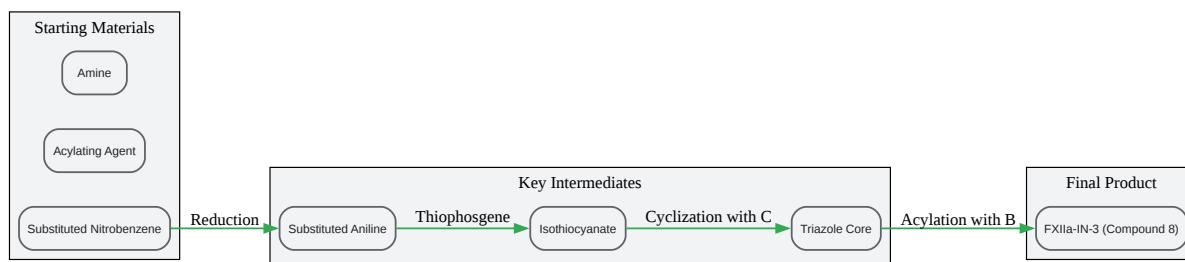 Starting Materials
Amine
Acylating Agent
Substituted Nitrobenzene
Reduction
Key Intermediates
Substituted Aniline
Thiophosgene
Isothiocyanate
Cyclization with C
Triazole Core
Acylation with B
Final Product
FXIIa-IN-3 (Compound 8)